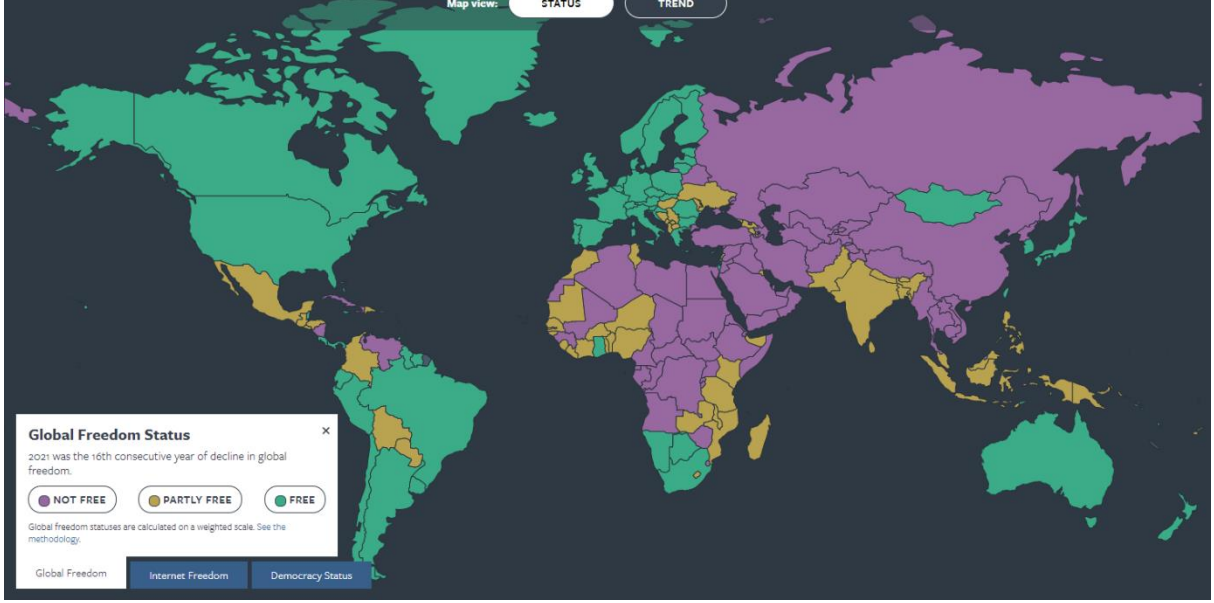 Map view: STATUS TREND
Global Freedom Status ×
2021 was the 16th consecutive year of decline in global
freedom.
NOT FREE PARTLY FREE FREE
Global freedom statuses are calculated on a weighted scale. See the
methodology.
Global Freedom Internet Freedom Democracy Status